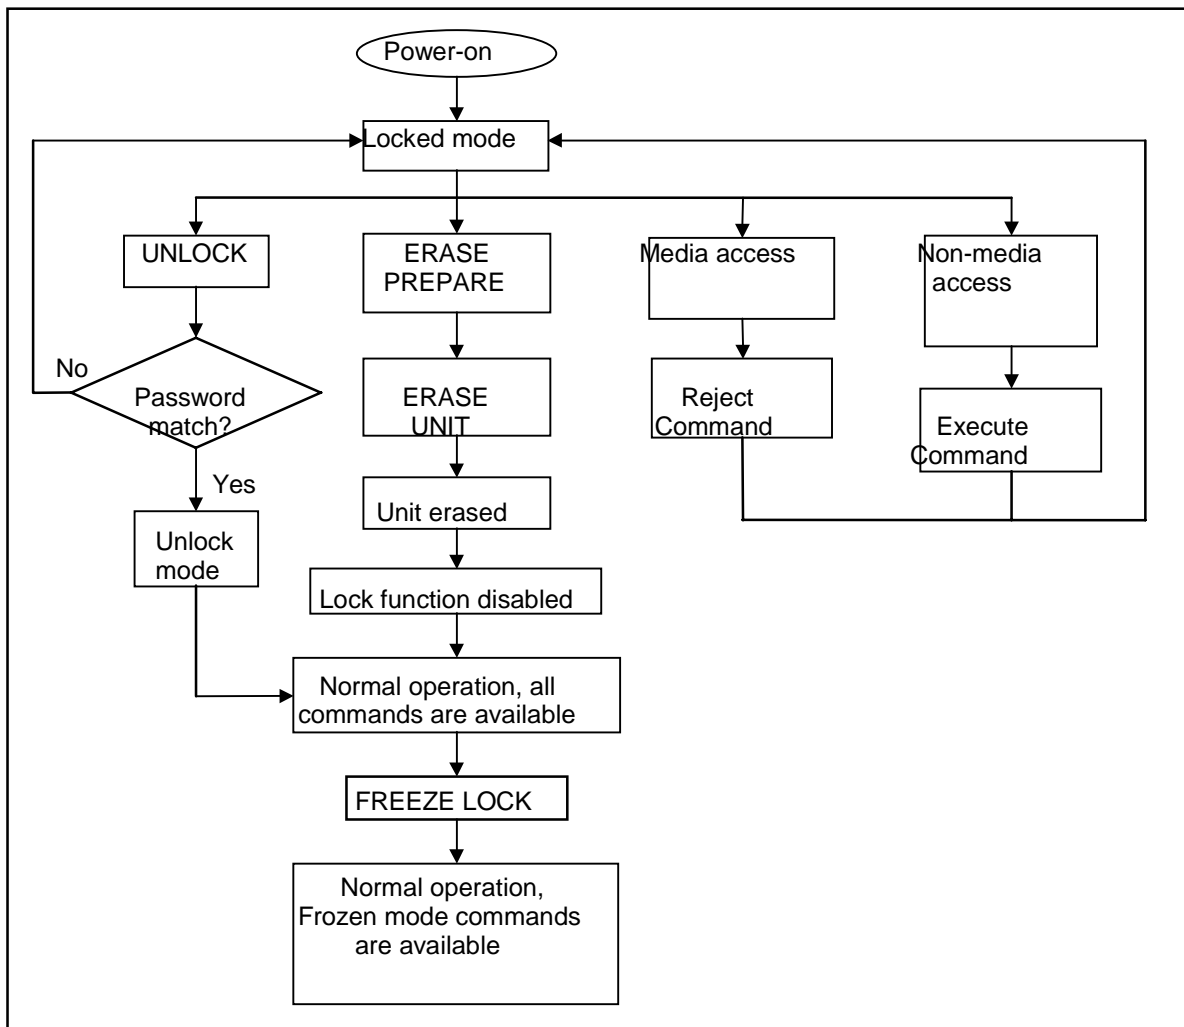 Power-on
Locked mode
UNLOCK
ERASE
PREPARE
Media access
Non-media
access
No
Password
match?
ERASE
UNIT
Reject
Command
Execute
Command
Yes
Unit erased
Unlock
mode
Lock function disabled
Normal operation, all
commands are available
FREEZE LOCK
Normal operation,
Frozen mode commands
are available